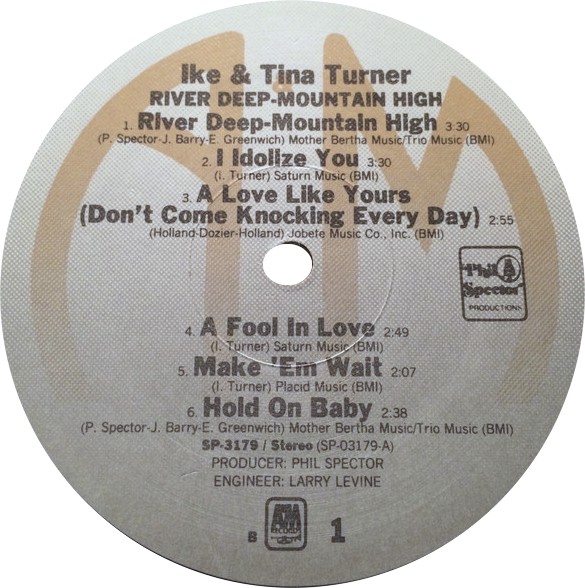 Ike & Tina Turner
RIVER DEEP-MOUNTAIN HIGH
1. River Deep-Mountain High 3:30
(P. Spector-J. Barry-E. Greenwich) Mother Bertha Music/Trio Music (BMI)
2. I Idolize You 3:30
(I. Turner) Saturn Music (BMI)
3. A Love Like Yours
(Don't Come Knocking Every Day) 2:55
(Holland-Dozier-Holland) Jobete Music Co., Inc. (BMI)
Phil
Spector
PRODUCTIONS
4. A Fool In Love 2:49
(I. Turner) Saturn Music (BMI)
5. Make 'Em Wait 2:07
(I. Turner) Placid Music (BMI)
6. Hold On Baby 2:38
(P. Spector-J. Barry-E. Greenwich) Mother Bertha Music/Trio Music (BMI)
SP-3179 / Stereo (SP-03179-A)
PRODUCER: PHIL SPECTOR
ENGINEER: LARRY LEVINE
B A&M RECORDS 1